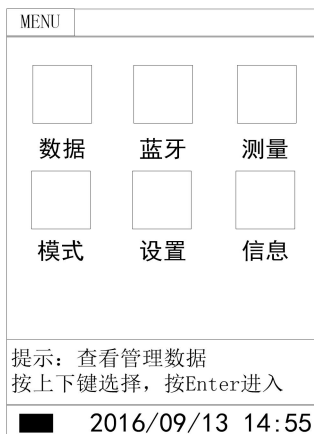 MENU
数据 蓝牙 测量
模式 设置 信息
提示：查看管理数据
按上下键选择，按Enter进入
2016/09/13 14:55